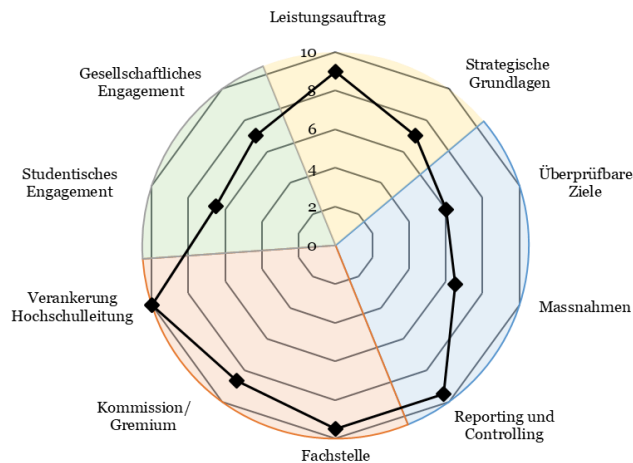 Leistungsauftrag
Strategische
Grundlagen
Überprüfbare
Ziele
Massnahmen
Reporting und
Controlling
Fachstelle
Kommission/
Gremium
Verankerung
Hochschulleitung
Studentisches
Engagement
Gesellschaftliches
Engagement
10
8
6
4
2
0